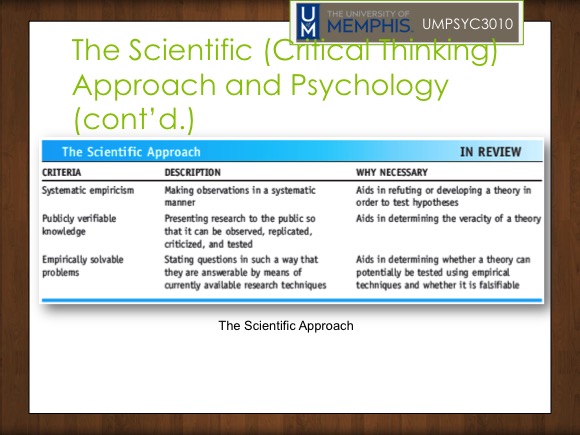 THE UNIVERSITY OF
MEMPHIS.
UM
UMPSYC3010
The Scientific (Critical Thinking)
Approach and Psychology
(cont’d.)
The Scientific Approach IN REVIEW
CRITERIA DESCRIPTION WHY NECESSARY
Systematic empiricism Making observations in a systematic Aids in refuting or developing a theory in
manner order to test hypotheses
Publicly verifiable Presenting research to the public so Aids in determining the veracity of a theory
knowledge that it can be observed, replicated,
criticized, and tested
Empirically solvable Stating questions in such a way that Aids in determining whether a theory can
problems they are answerable by means of potentially be tested using empirical
currently available research techniques techniques and whether it is falsifiable
The Scientific Approach